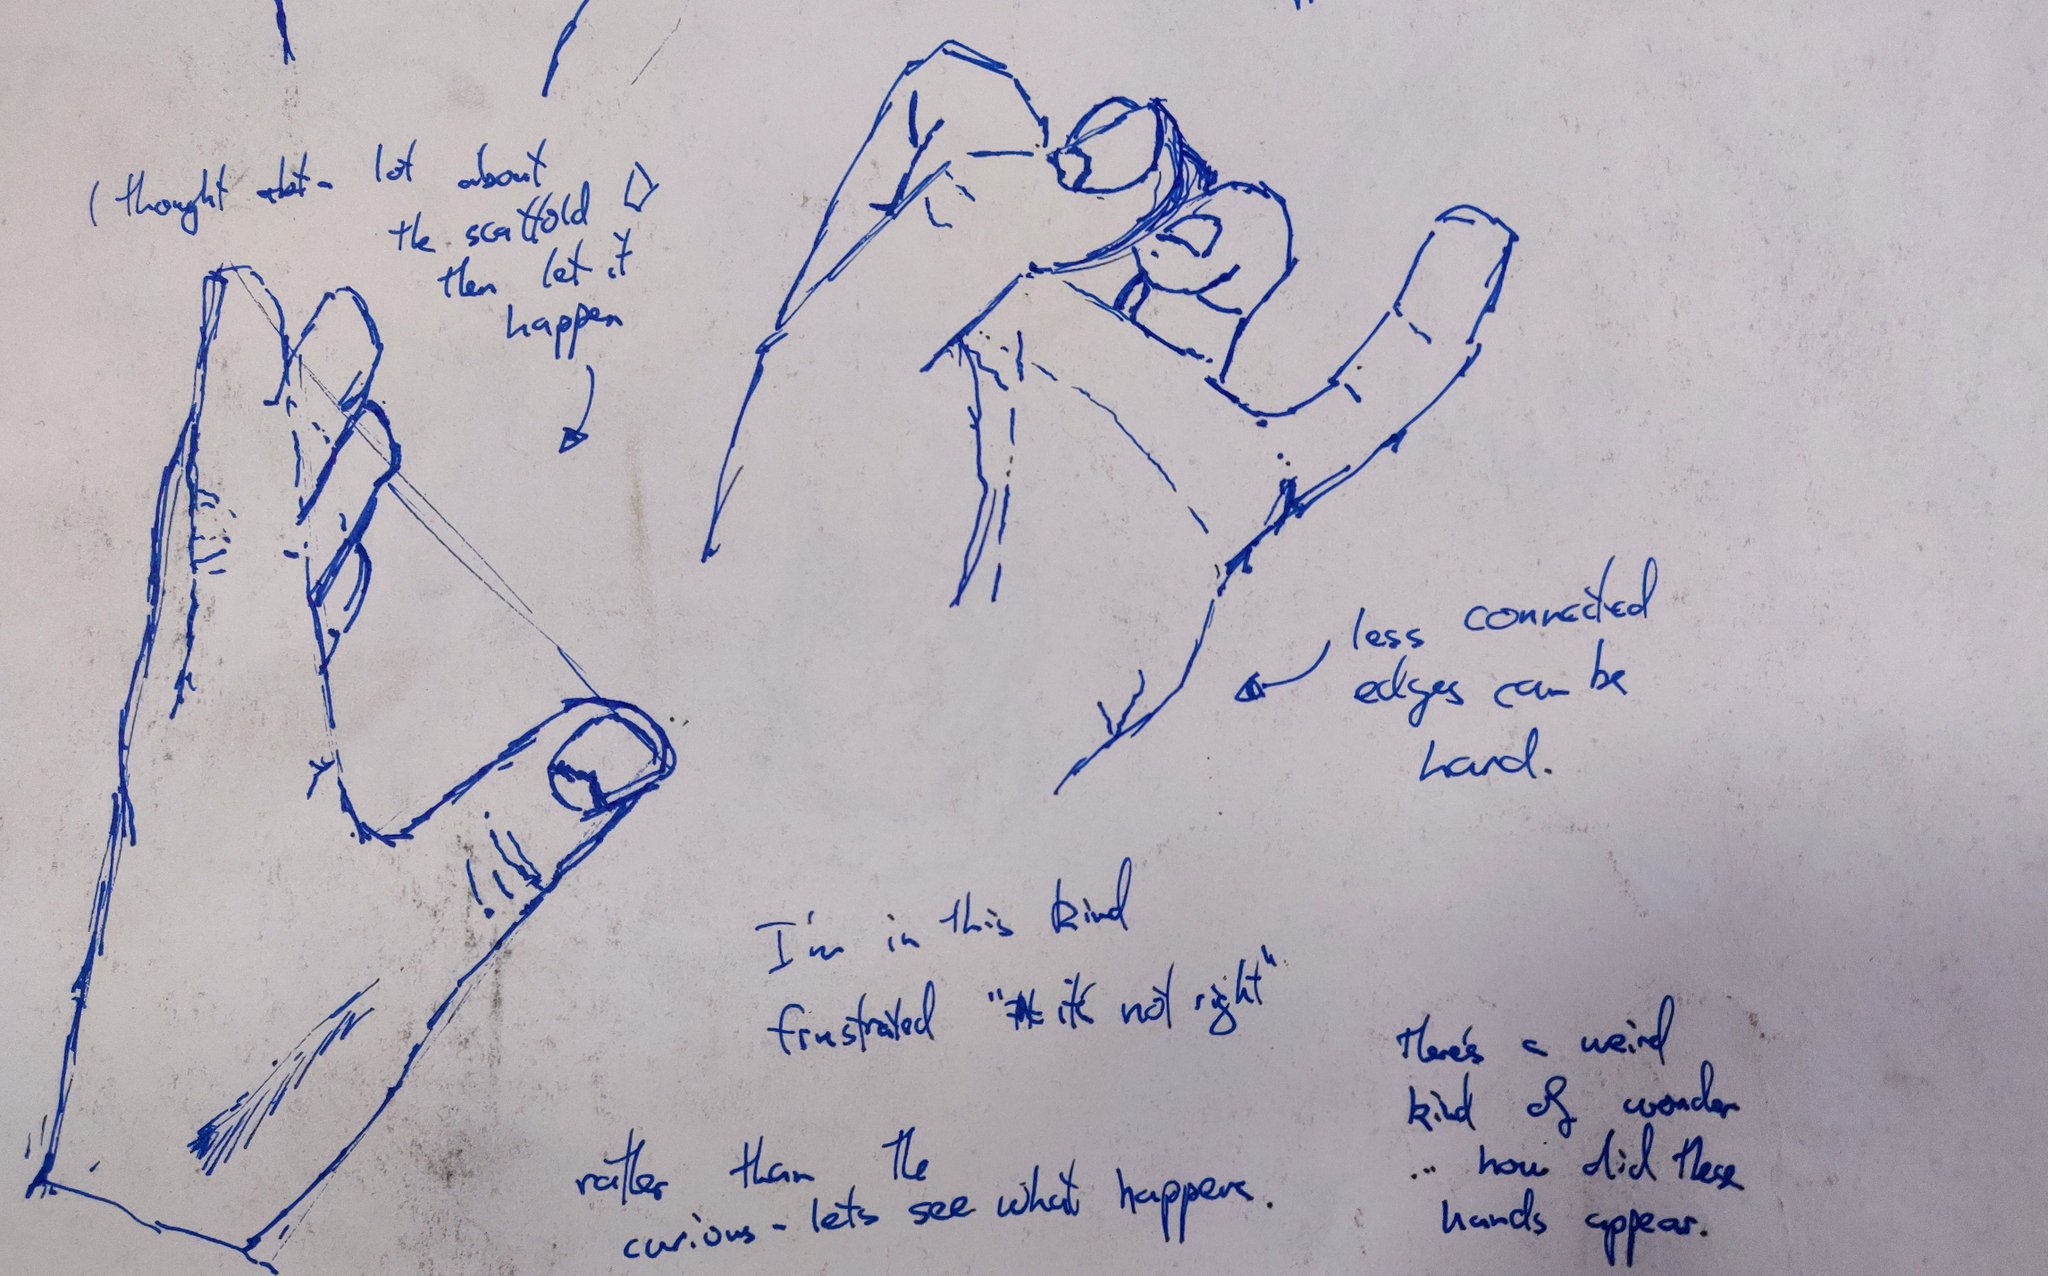 I thought a lot about
the scaffold
then let it
happen
less connected
edges can be
hard.
I'm in this kind
frustrated "it's not right"
rather than the
curious - lets see what happens.
there's a weird
kind of wonder
... how did these
hands appear.